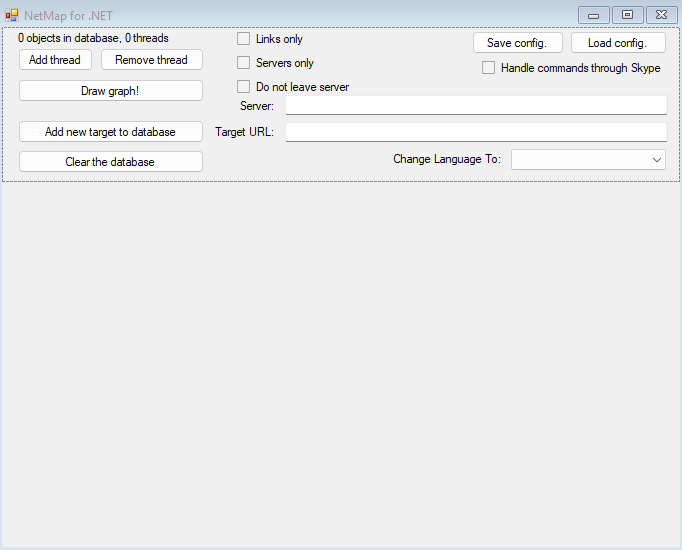 NetMap for .NET
0 objects in database, 0 threads
Links only
Save config.
Load config.
Add thread
Remove thread
Servers only
Handle commands through Skype
Draw graph!
Do not leave server
Server:
Add new target to database
Target URL:
Clear the database
Change Language To: